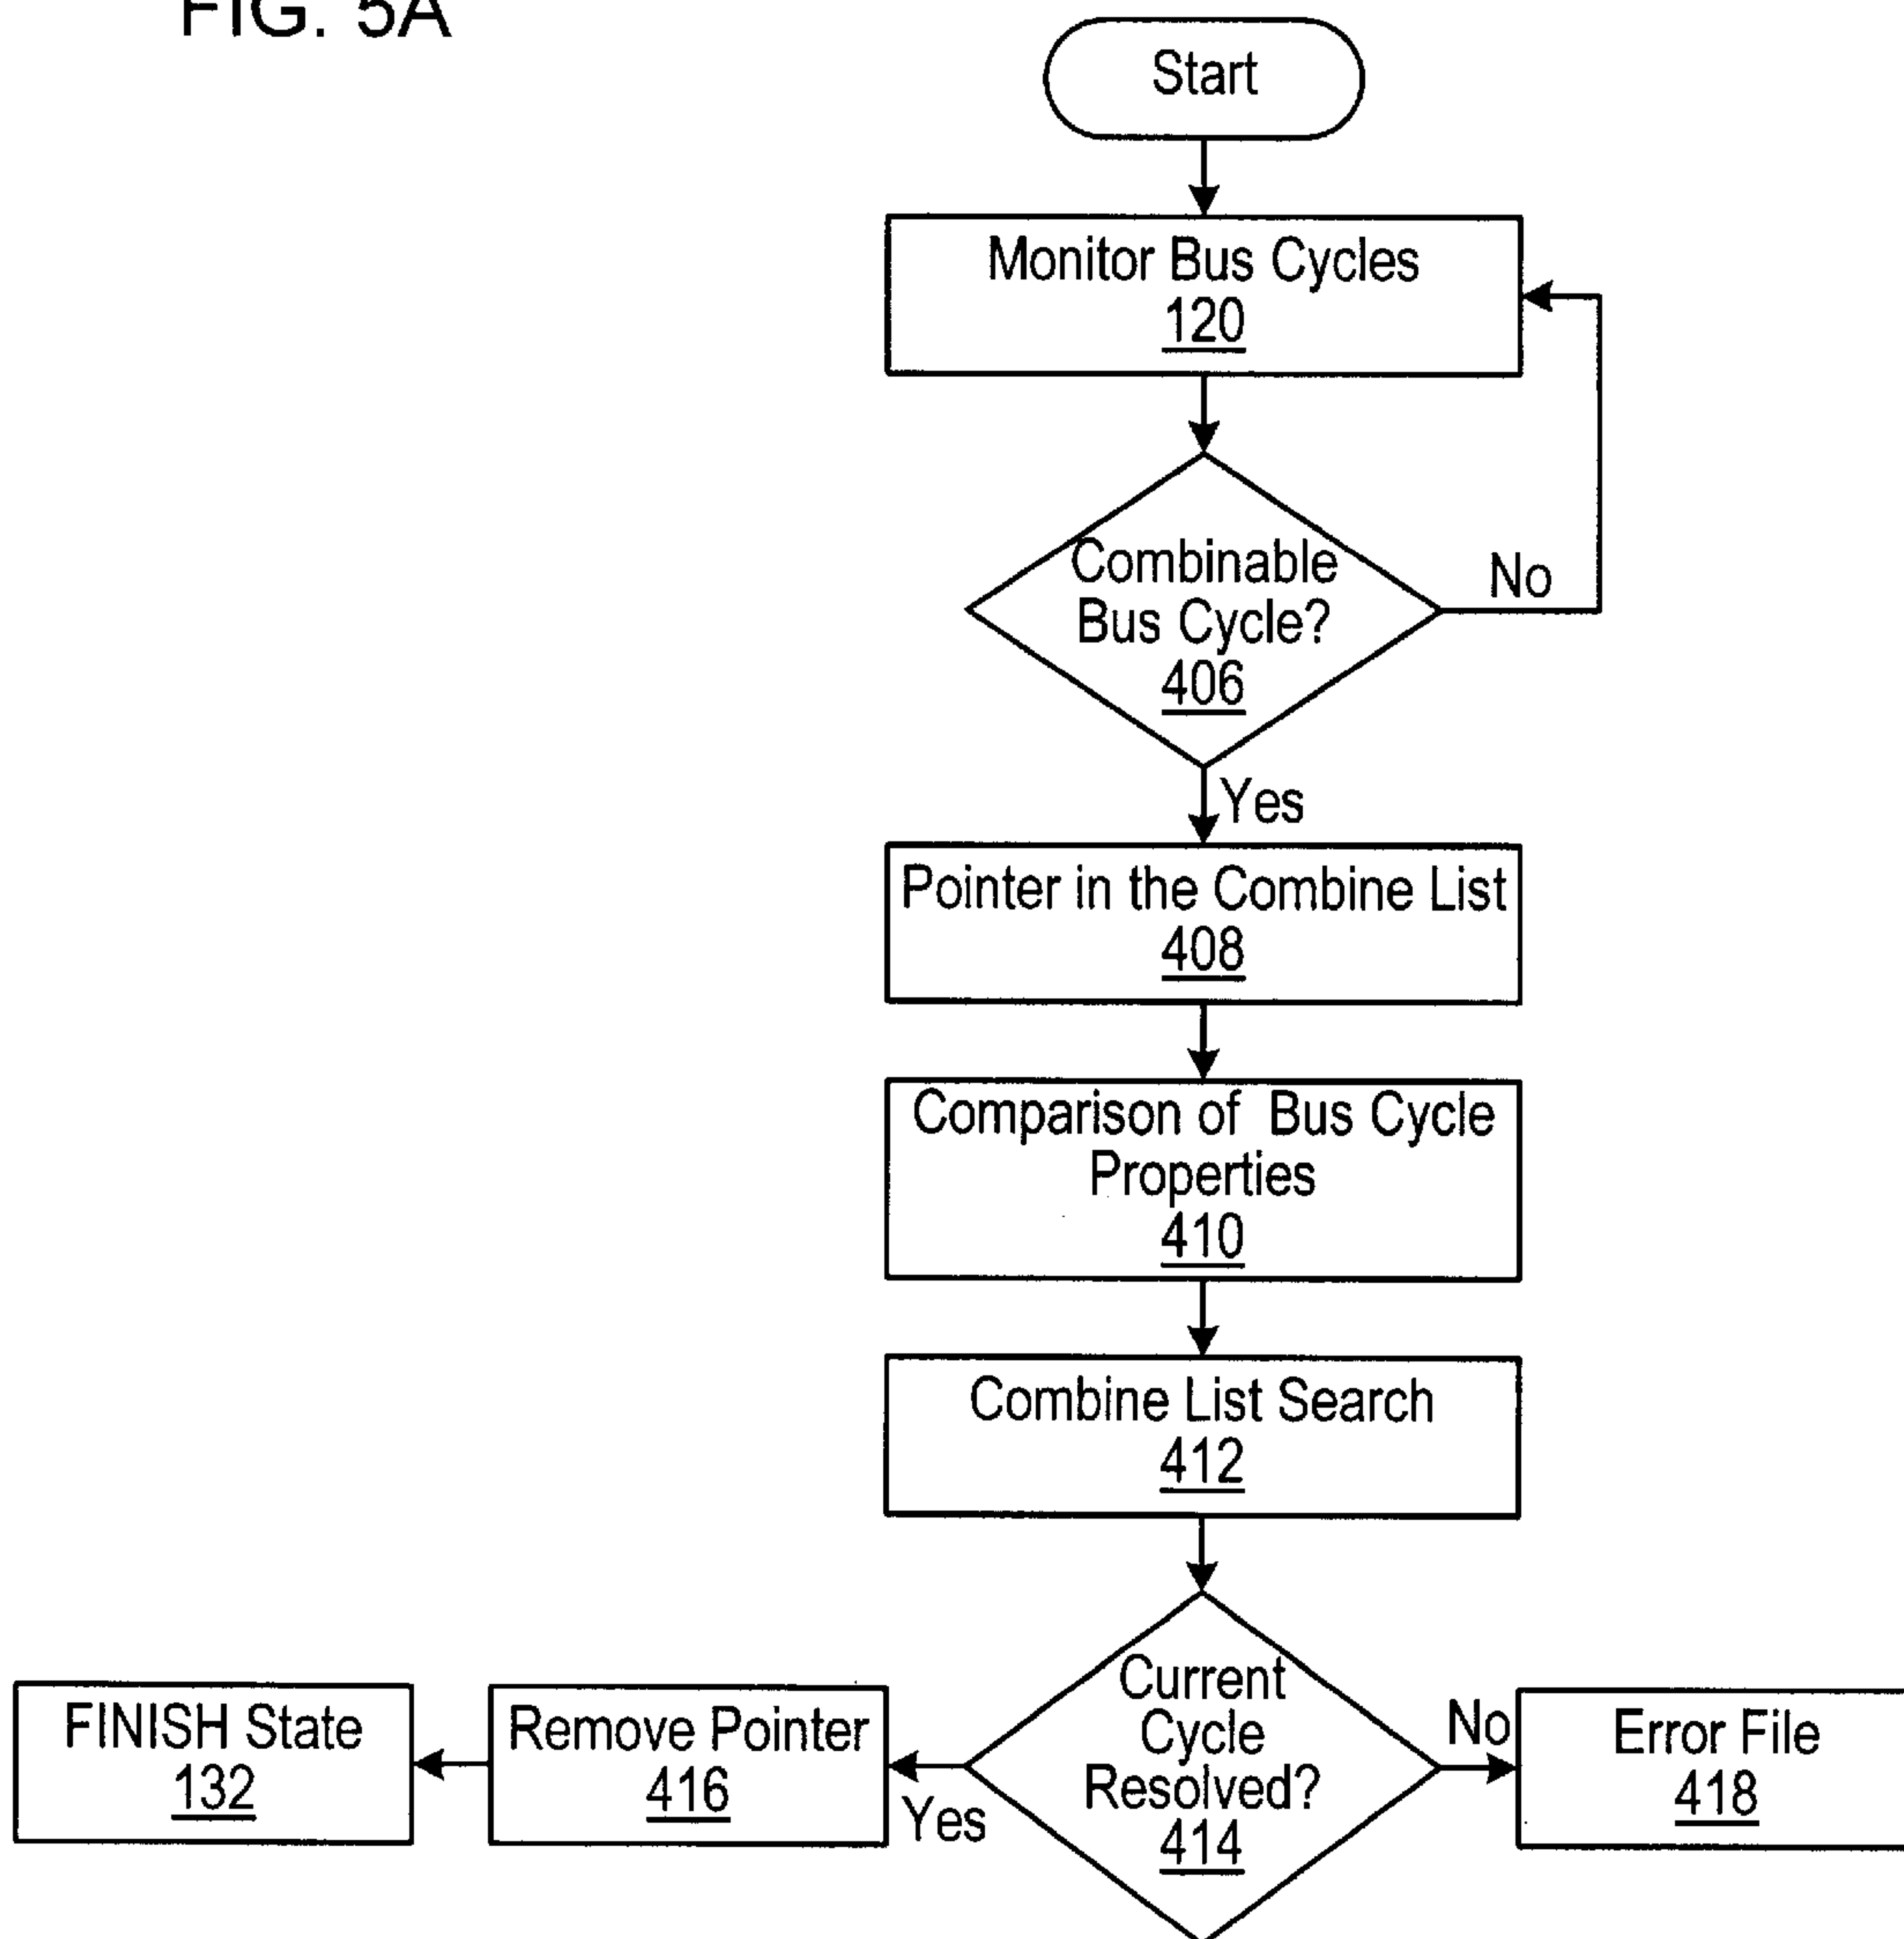 FIG. 5A
Start
Monitor Bus Cycles
120
Combinable
Bus Cycle?
406
No
Yes
Pointer in the Combine List
408
Comparison of Bus Cycle
Properties
410
Combine List Search
412
Current
Cycle
Resolved?
414
Yes
No
Remove Pointer
416
FINISH State
132
Error File
418